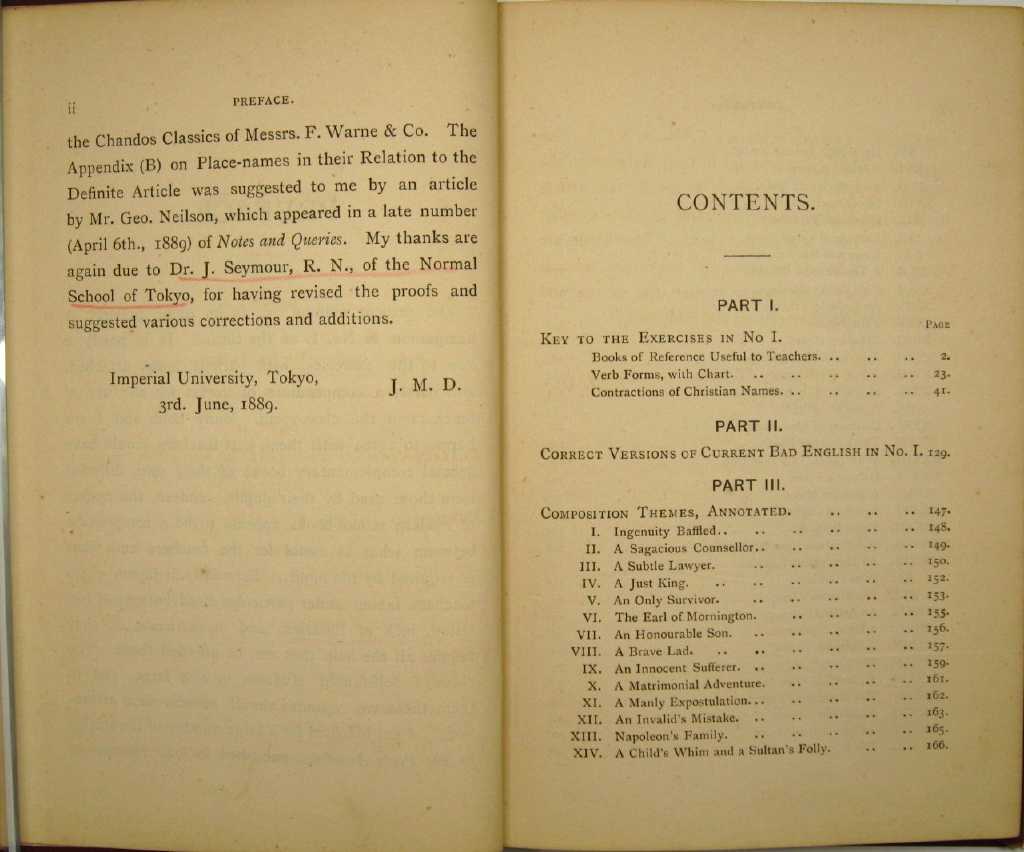 ii
PREFACE.
the Chandos Classics of Messrs. F. Warne & Co. The
Appendix (B) on Place-names in their Relation to the
Definite Article was suggested to me by an article
by Mr. Geo. Neilson, which appeared in a late number
(April 6th., 1889) of Notes and Queries. My thanks are
again due to Dr. J. Seymour, R. N., of the Normal
School of Tokyo, for having revised the proofs and
suggested various corrections and additions.
Imperial University, Tokyo,
3rd. June, 1889.
J. M. D.
CONTENTS.
PART I.
PAGE
KEY TO THE EXERCISES IN NO I.
Books of Reference Useful to Teachers. .. .. .. 2.
Verb Forms, with Chart. .. .. .. .. .. 23.
Contractions of Christian Names. .. .. .. .. 41.
PART II.
CORRECT VERSIONS OF CURRENT BAD ENGLISH IN NO. I. 129.
PART III.
COMPOSITION THEMES, ANNOTATED. .. .. .. 147.
I. Ingenuity Baffled.. .. .. .. .. .. 148.
II. A Sagacious Counsellor.. .. .. .. .. 149.
III. A Subtle Lawyer. .. .. .. .. .. 150.
IV. A Just King. .. .. .. .. .. .. 152.
V. An Only Survivor. .. .. .. .. .. 153.
VI. The Earl of Mornington. .. .. .. .. 155.
VII. An Honourable Son. .. .. .. .. .. 156.
VIII. A Brave Lad. .. .. .. .. .. .. 157.
IX. An Innocent Sufferer. .. .. .. .. .. 159.
X. A Matrimonial Adventure. .. .. .. .. 161.
XI. A Manly Expostulation... .. .. .. .. 162.
XII. An Invalid's Mistake. .. .. .. .. .. 163.
XIII. Napoleon's Family. .. .. .. .. .. 165.
XIV. A Child's Whim and a Sultan's Folly. .. .. 166.